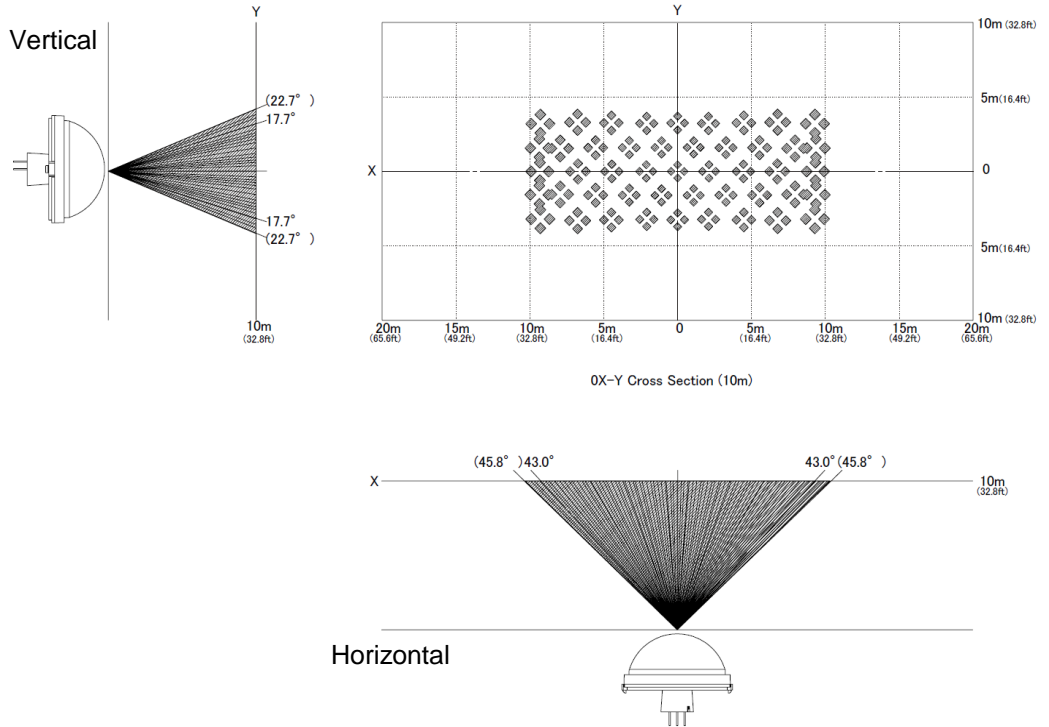 Vertical
Y
(22.7° )
17.7°
17.7°
(22.7° )
10m
(32.8ft)
Y
10m (32.8ft)
5m(16.4ft)
X
0
5m(16.4ft)
10m (32.8ft)
20m 15m 10m 5m 0 5m 10m 15m 20m
(65.6ft) (49.2ft) (32.8ft) (16.4ft) (16.4ft) (32.8ft) (49.2ft) (65.6ft)
0X-Y Cross Section (10m)
(45.8° )43.0° 43.0°(45.8° )
X
10m
(32.8ft)
Horizontal